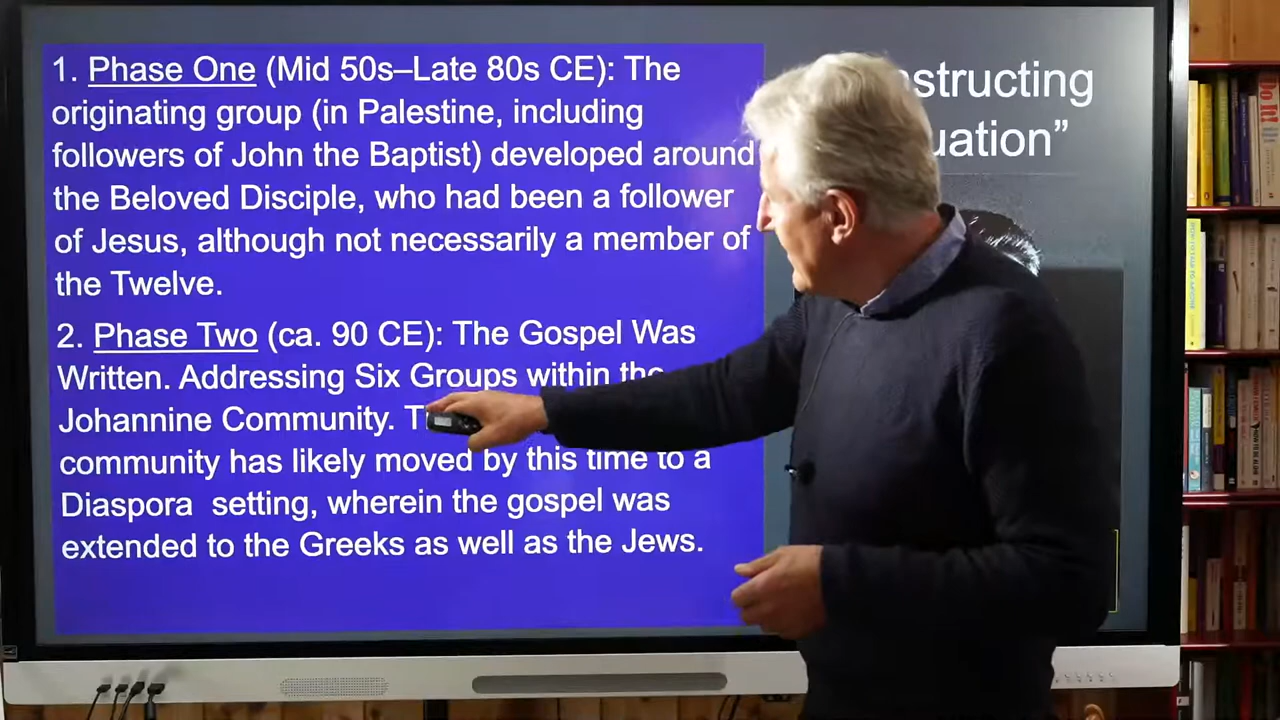 1. Phase One (Mid 50s–Late 80s CE): The
originating group (in Palestine, including
followers of John the Baptist) developed around
the Beloved Disciple, who had been a follower
of Jesus, although not necessarily a member of
the Twelve.
2. Phase Two (ca. 90 CE): The Gospel Was
Written. Addressing Six Groups within the
Johannine Community. T
community has likely moved by this time to a
Diaspora setting, wherein the gospel was
extended to the Greeks as well as the Jews.
nstructing
uation”
Do It!